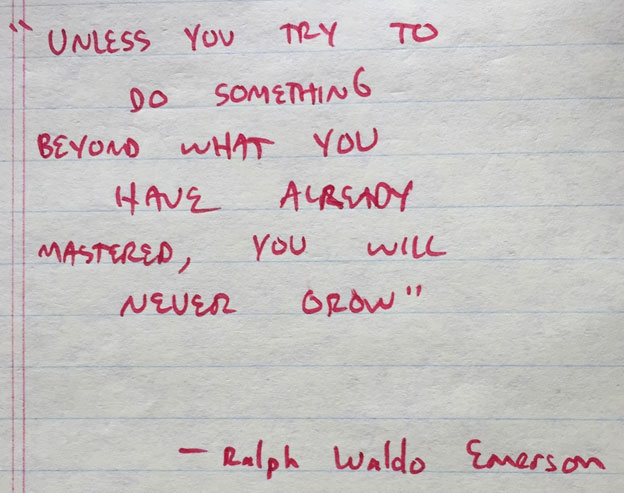 "UNLESS YOU TRY TO
DO SOMETHING
BEYOND WHAT YOU
HAVE ALREADY
MASTERED, YOU WILL
NEVER GROW"
— Ralph Waldo Emerson